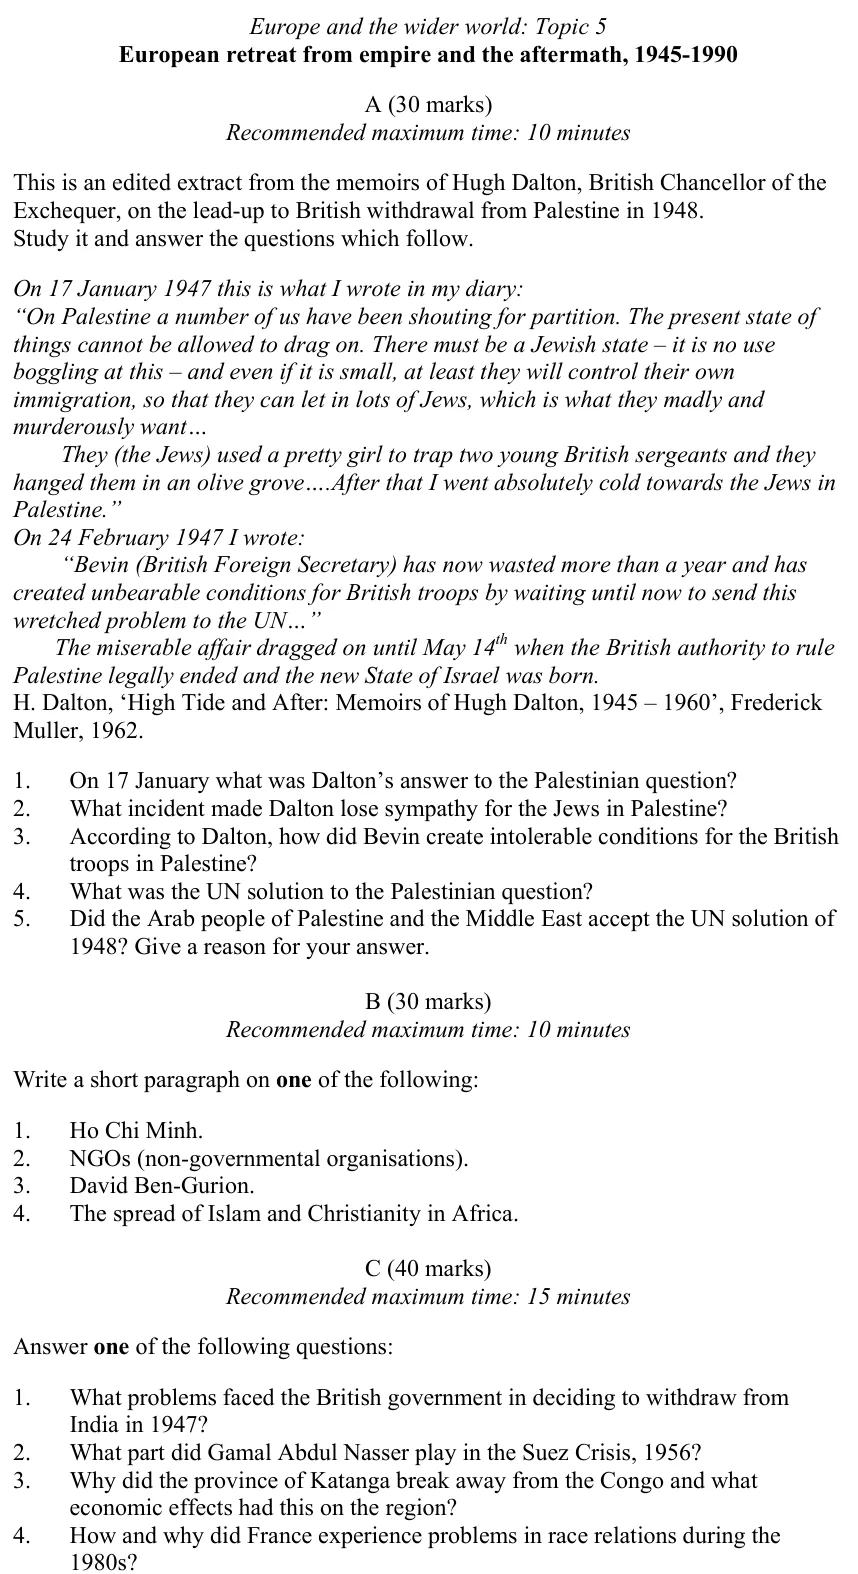 Europe and the wider world: Topic 5
European retreat from empire and the aftermath, 1945-1990
A (30 marks)
Recommended maximum time: 10 minutes
This is an edited extract from the memoirs of Hugh Dalton, British Chancellor of the
Exchequer, on the lead-up to British withdrawal from Palestine in 1948.
Study it and answer the questions which follow.
On 17 January 1947 this is what I wrote in my diary:
“On Palestine a number of us have been shouting for partition. The present state of
things cannot be allowed to drag on. There must be a Jewish state – it is no use
boggling at this – and even if it is small, at least they will control their own
immigration, so that they can let in lots of Jews, which is what they madly and
murderously want…
They (the Jews) used a pretty girl to trap two young British sergeants and they
hanged them in an olive grove….After that I went absolutely cold towards the Jews in
Palestine.”
On 24 February 1947 I wrote:
“Bevin (British Foreign Secretary) has now wasted more than a year and has
created unbearable conditions for British troops by waiting until now to send this
wretched problem to the UN…”
The miserable affair dragged on until May 14th when the British authority to rule
Palestine legally ended and the new State of Israel was born.
H. Dalton, ‘High Tide and After: Memoirs of Hugh Dalton, 1945 – 1960’, Frederick
Muller, 1962.
1. On 17 January what was Dalton’s answer to the Palestinian question?
2. What incident made Dalton lose sympathy for the Jews in Palestine?
3. According to Dalton, how did Bevin create intolerable conditions for the British
troops in Palestine?
4. What was the UN solution to the Palestinian question?
5. Did the Arab people of Palestine and the Middle East accept the UN solution of
1948? Give a reason for your answer.
B (30 marks)
Recommended maximum time: 10 minutes
Write a short paragraph on one of the following:
1. Ho Chi Minh.
2. NGOs (non-governmental organisations).
3. David Ben-Gurion.
4. The spread of Islam and Christianity in Africa.
C (40 marks)
Recommended maximum time: 15 minutes
Answer one of the following questions:
1. What problems faced the British government in deciding to withdraw from
India in 1947?
2. What part did Gamal Abdul Nasser play in the Suez Crisis, 1956?
3. Why did the province of Katanga break away from the Congo and what
economic effects had this on the region?
4. How and why did France experience problems in race relations during the
1980s?